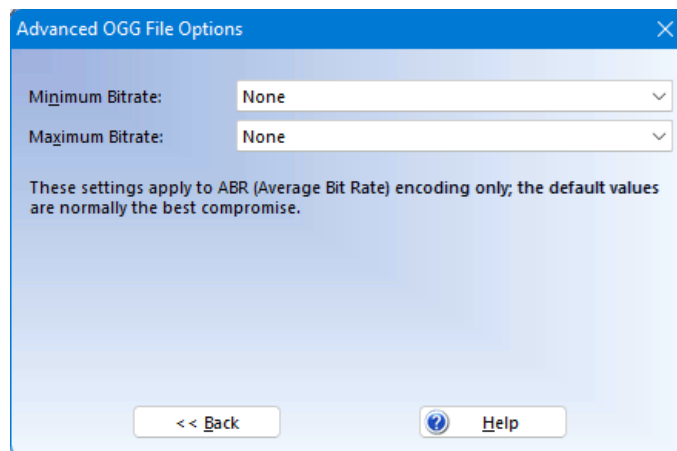 Advanced OGG File Options
Minimum Bitrate: None
Maximum Bitrate: None
These settings apply to ABR (Average Bit Rate) encoding only; the default values
are normally the best compromise.
<< Back Help